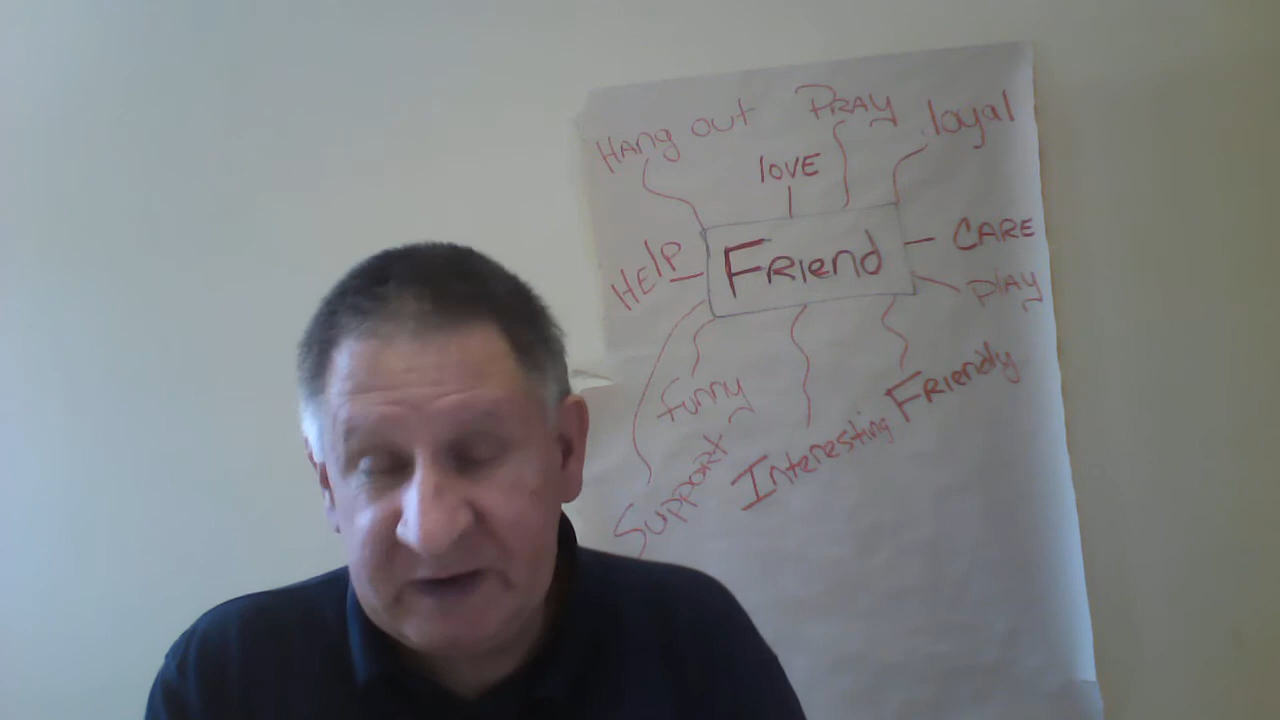 Hang out
Pray
loyal
love
Care
Help
Friend
play
funny
Friendly
Interesting
Support